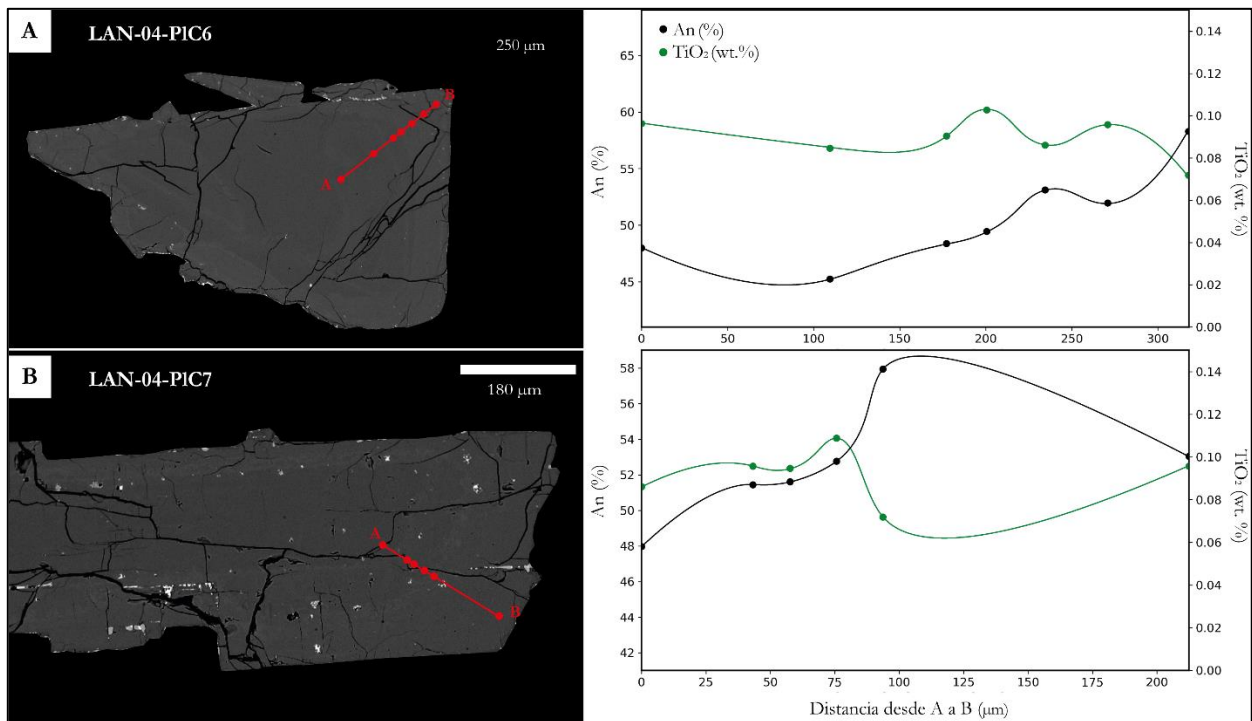 A
LAN-04-PlC6
250 µm
B
A
An (%)
TiO₂ (wt.%)
An (%)
65
60
55
50
45
0.14
0.12
0.10
0.08
0.06
0.04
0.02
0.00
TiO₂ (wt. %)
0 50 100 150 200 250 300
B
LAN-04-PlC7
180 µm
A
B
An (%)
58
56
54
52
50
48
46
44
42
0.14
0.12
0.10
0.08
0.06
0.04
0.02
0.00
TiO₂ (wt. %)
0 25 50 75 100 125 150 175 200
Distancia desde A a B (µm)